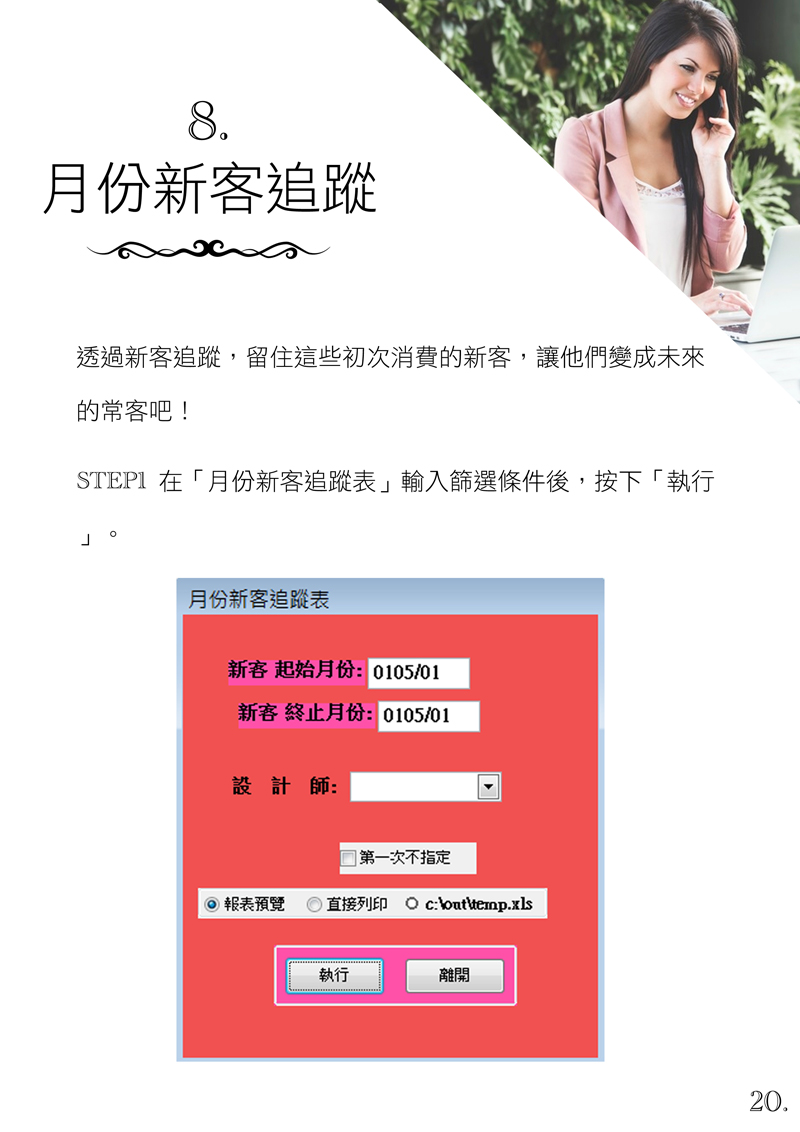 8.
月份新客追蹤
透過新客追蹤，留住這些初次消費的新客，讓他們變成未來
的常客吧！
STEP1 在「月份新客追蹤表」輸入篩選條件後，按下「執行
」。
月份新客追蹤表
新客 起始月份: 0105/01
新客 終止月份: 0105/01
設 計 師:
第一次不指定
報表預覽 直接列印 c:\out\temp.xls
執行 離開
20.